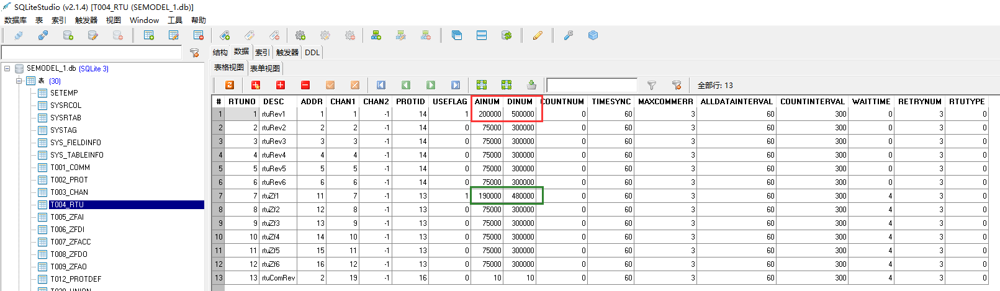 SQLiteStudio (v2.1.4) [T004_RTU (SEMODEL_1.db)]
数据库 表 索引 触发器 视图 Window 工具 帮助
结构 数据 索引 触发器 DDL
表格视图 表单视图
全部行: 13
SEMODEL_1.db (SQLite 3)
表 (30)
SETEMP
SYSRCOL
SYSRTAB
SYSTAG
SYS_FIELDINFO
SYS_TABLEINFO
T001_COMM
T002_PROT
T003_CHAN
T004_RTU
T005_ZFAI
T006_ZFDI
T007_ZFACC
T008_ZFDO
T009_ZFAO
T012_PROTDEF
# RTUNO DESC ADDR CHAN1 CHAN2 PROTID USEFLAG AINUM DINUM COUNTNUM TIMESYNC MAXCOMMERR ALLDATAINTERVAL COUNTINTERVAL WAITTIME RETRYNUM RTUTYPE
1 1 rtuRev1 1 1 -1 14 1 200000 500000 0 60 3 60 300 0 3 0
2 2 rtuRev2 2 2 -1 14 0 75000 300000 0 60 3 60 300 0 3 0
3 3 rtuRev3 3 3 -1 14 0 75000 300000 0 60 3 60 300 0 3 0
4 4 rtuRev4 4 4 -1 14 0 75000 300000 0 60 3 60 300 0 3 0
5 5 rtuRev5 5 5 -1 14 0 75000 300000 0 60 3 60 300 0 3 0
6 6 rtuRev6 6 6 -1 14 0 75000 300000 0 60 3 60 300 0 3 0
7 7 rtuZf1 11 7 -1 13 1 190000 480000 0 60 3 60 300 4 3 0
8 8 rtuZf2 12 8 -1 13 0 75000 300000 0 60 3 60 300 4 3 0
9 9 rtuZf3 13 9 -1 13 0 75000 300000 0 60 3 60 300 4 3 0
10 10 rtuZf4 14 10 -1 13 0 75000 300000 0 60 3 60 300 4 3 0
11 11 rtuZf5 15 11 -1 13 0 75000 300000 0 60 3 60 300 4 3 0
12 12 rtuZf6 16 12 -1 13 0 75000 300000 0 60 3 60 300 4 3 0
13 13 rtuComRev 2 19 -1 16 0 10 10 0 60 3 60 300 0 3 0